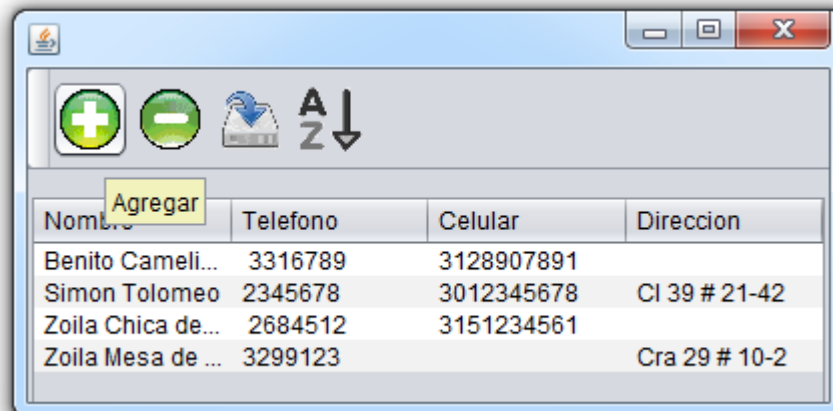 A
Z
Agregar
Telefono Celular Direccion
Benito Cameli... 3316789 3128907891
Simon Tolomeo 2345678 3012345678 Cl 39 # 21-42
Zoila Chica de... 2684512 3151234561
Zoila Mesa de ... 3299123 Cra 29 # 10-2